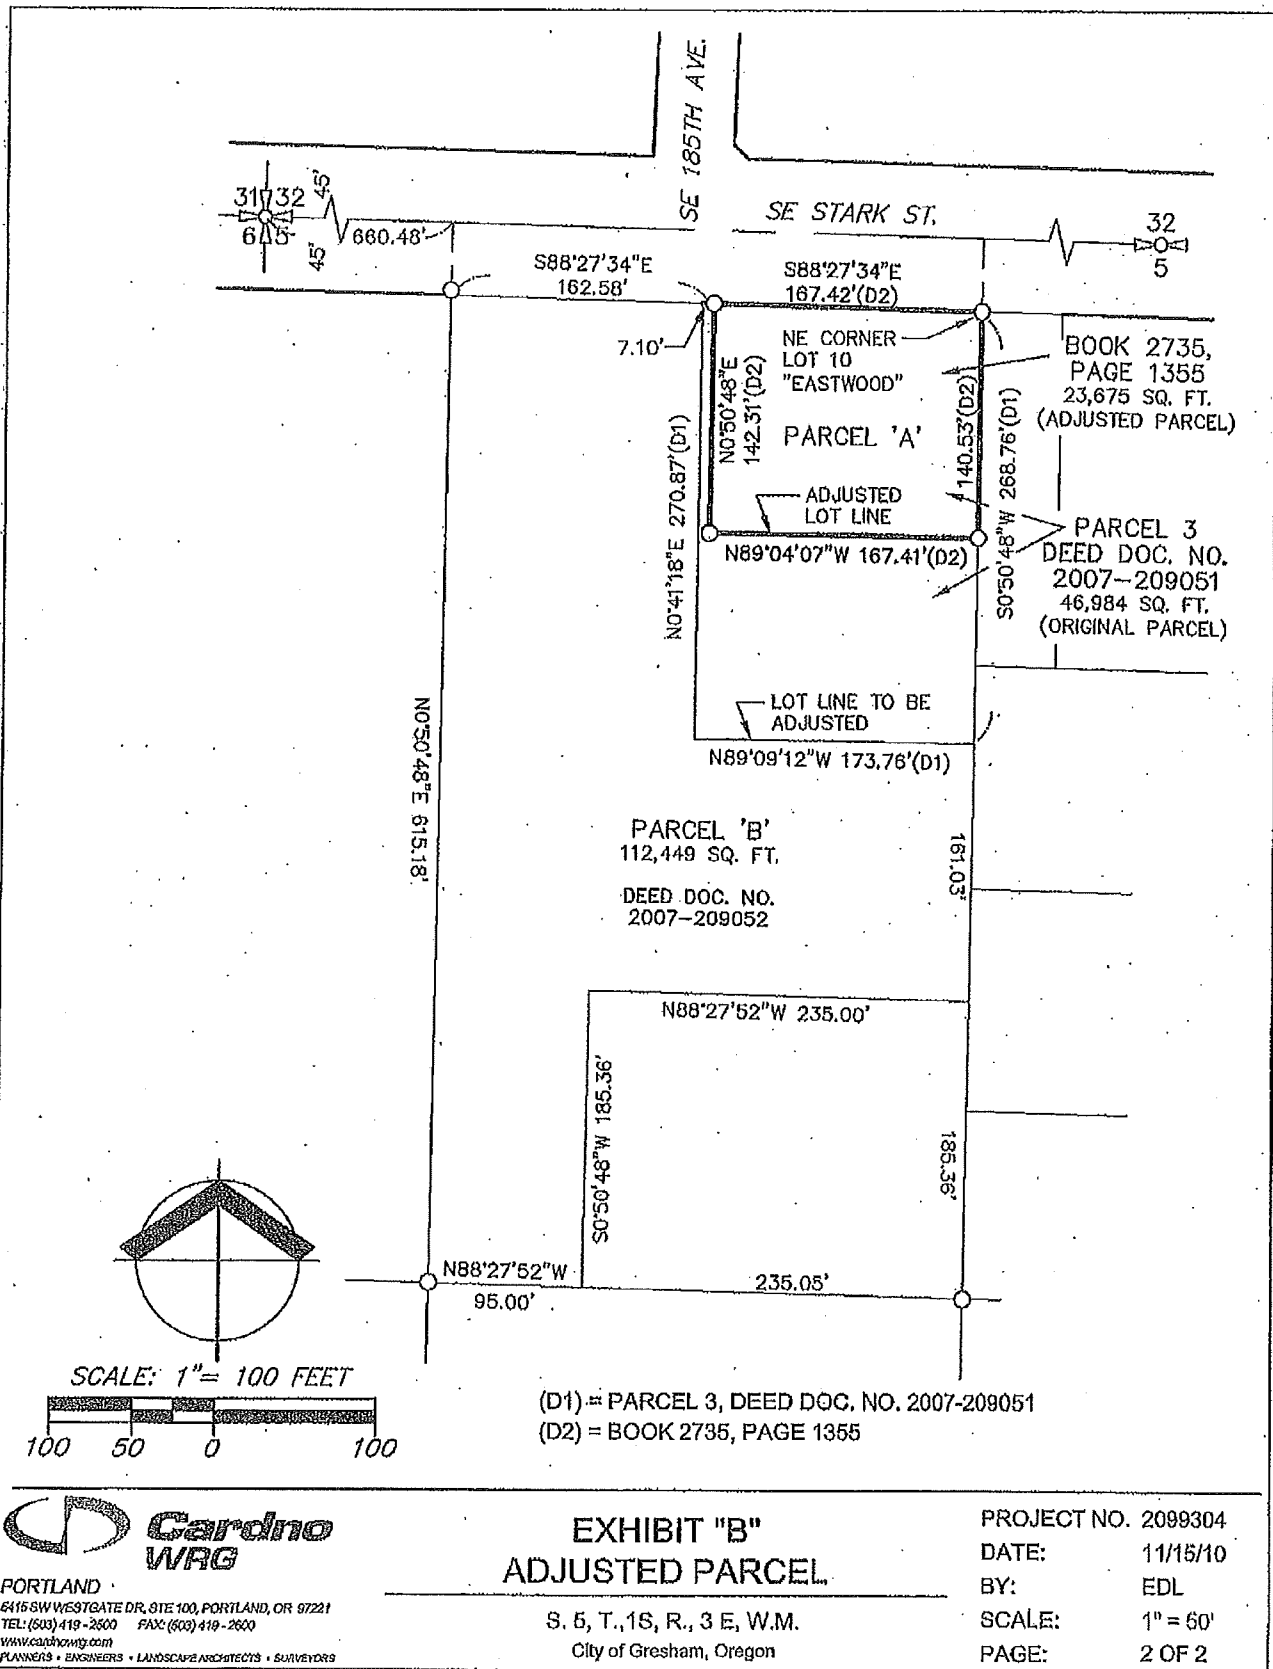 SE 185TH AVE.
SE STARK ST.
31 32
6 5
45'
45'
660.48'
32
5
S88°27'34"E
162.58'
S88°27'34"E
167.42'(D2)
7.10'
NE CORNER
LOT 10
"EASTWOOD"
BOOK 2735,
PAGE 1355
23,675 SQ. FT.
(ADJUSTED PARCEL)
N0°50'48"E
142.31'(D2)
PARCEL 'A'
140.53'(D2)
S0°50'48"W 268.76'(D1)
N0°41'18"E 270.87'(D1)
ADJUSTED
LOT LINE
N89°04'07"W 167.41'(D2)
PARCEL 3
DEED DOC. NO.
2007-209051
46,984 SQ. FT.
(ORIGINAL PARCEL)
LOT LINE TO BE
ADJUSTED
N89°09'12"W 173.76'(D1)
N0°50'48"E 615.18'
PARCEL 'B'
112,449 SQ. FT.
DEED DOC. NO.
2007-209052
161.03'
N88°27'52"W 235.00'
S0°50'48"W 185.36'
185.36'
N88°27'52"W
95.00'
235.05'
SCALE: 1"= 100 FEET
100 50 0 100
(D1) = PARCEL 3, DEED DOC. NO. 2007-209051
(D2) = BOOK 2735, PAGE 1355
Cardno
WRG
PORTLAND
6415 SW WESTGATE DR, STE 100, PORTLAND, OR 97221
TEL: (503) 419-2500 FAX: (503) 419-2600
www.cardnowrg.com
PLANNERS • ENGINEERS • LANDSCAPE ARCHITECTS • SURVEYORS
EXHIBIT "B"
ADJUSTED PARCEL
S. 5, T.,1S, R., 3 E, W.M.
City of Gresham, Oregon
PROJECT NO. 2099304
DATE: 11/15/10
BY: EDL
SCALE: 1" = 60'
PAGE: 2 OF 2